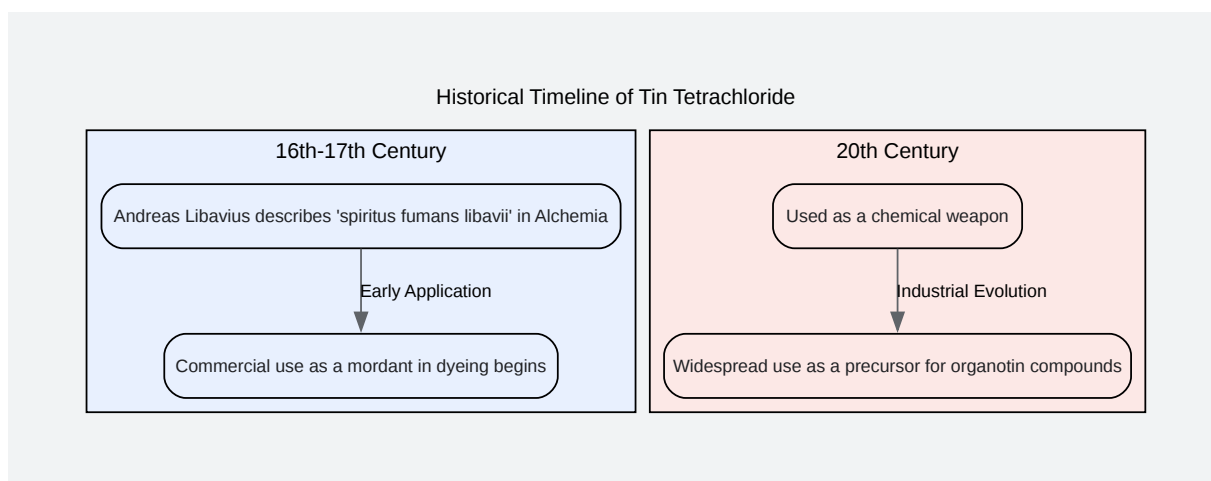 Historical Timeline of Tin Tetrachloride
16th-17th Century
Andreas Libavius describes 'spiritus fumans libavii' in Alchemia
Early Application
Commercial use as a mordant in dyeing begins
20th Century
Used as a chemical weapon
Industrial Evolution
Widespread use as a precursor for organotin compounds